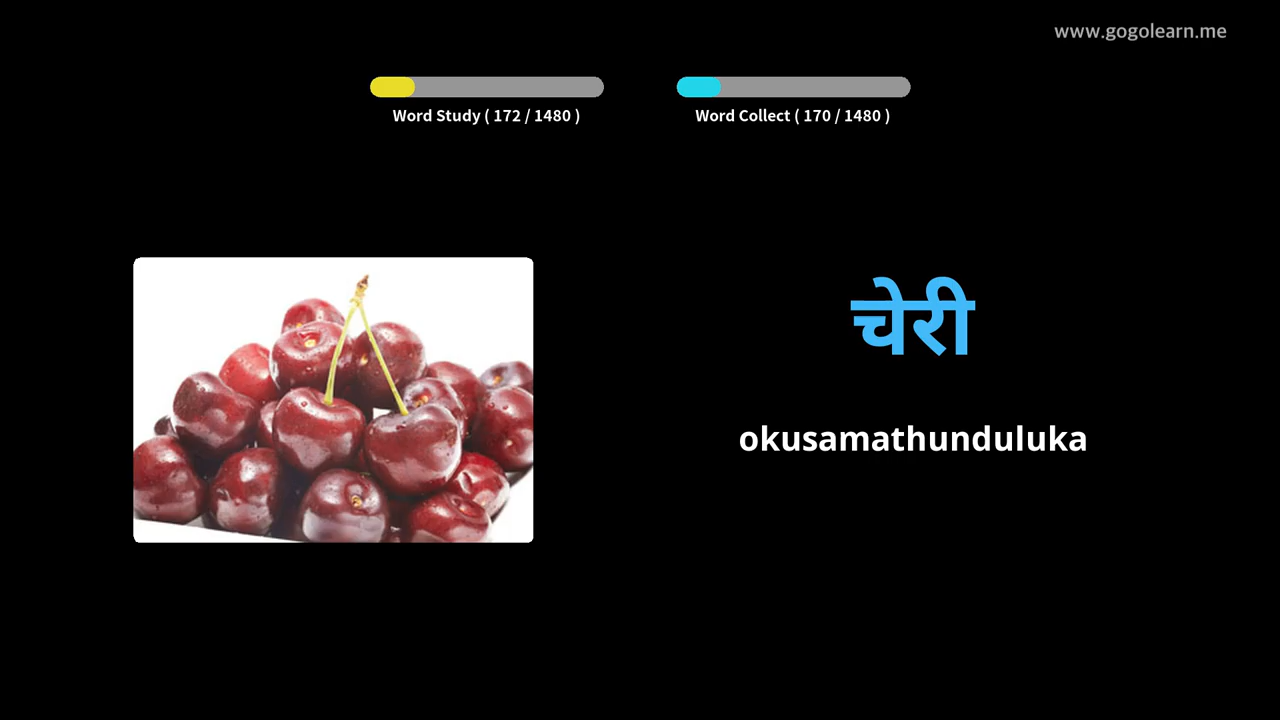 www.gogolearn.me
Word Study ( 172 / 1480 )
Word Collect ( 170 / 1480 )
चेरी
okusamathunduluka